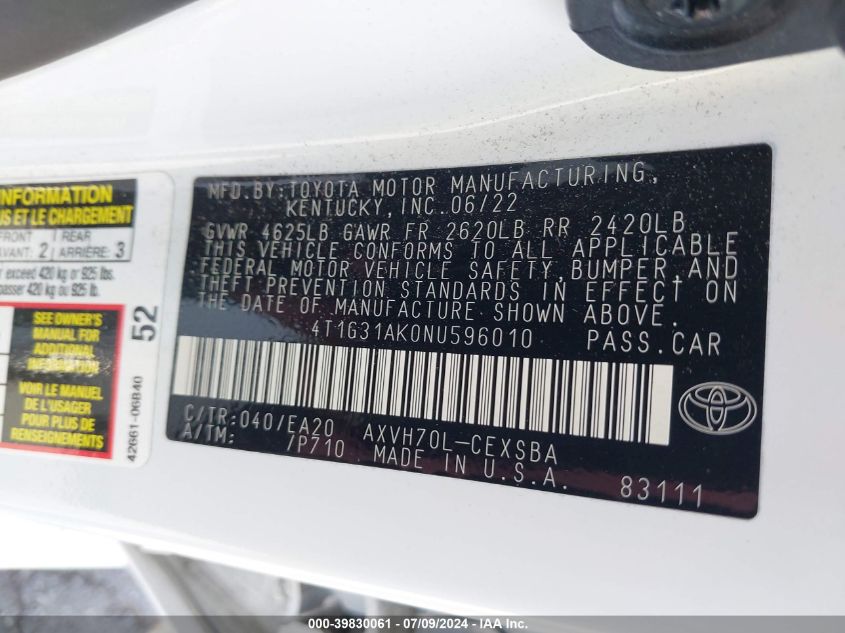 MFD. BY: TOYOTA MOTOR MANUFACTURING,
KENTUCKY, INC. 06/22
GVWR 4625LB GAWR FR 2620LB RR 2420LB
THIS VEHICLE CONFORMS TO ALL APPLICABLE
FEDERAL MOTOR VEHICLE SAFETY, BUMPER, AND
THEFT PREVENTION STANDARDS IN EFFECT ON
THE DATE OF MANUFACTURE SHOWN ABOVE.
4T1G31AK0NU596010 PASS. CAR
C/TR: 040/EA20 AXVH70L-CEXSBA
A/TM: /P710 MADE IN U.S.A.
83111
INFORMATION
US ET LE CHARGEMENT
FRONT REAR
AVANT: 2 ARRIÈRE: 3
exceed 420 kg or 925 lbs.
passer 420 kg ou 925 lb.
SEE OWNER'S
MANUAL FOR
ADDITIONAL
INFORMATION
VOIR LE MANUEL
DE L'USAGER
POUR PLUS DE
RENSEIGNEMENTS
52
42661-06B40
000-39830061 - 07/09/2024 - IAA Inc.